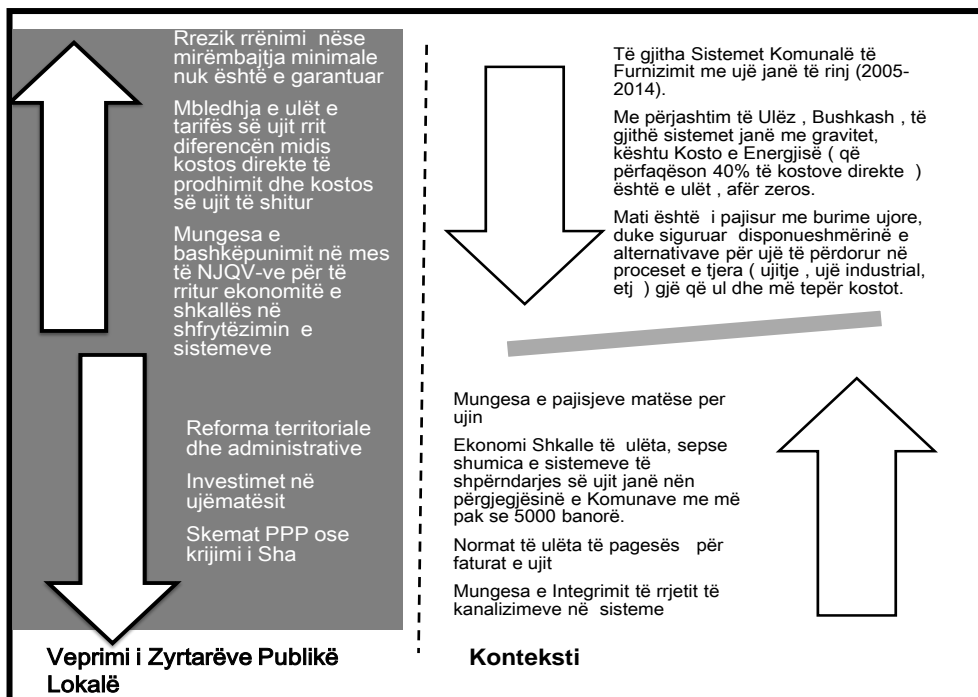 Rrezik rrënimi nëse
mirëmbajtja minimale
nuk është e garantuar
Mbledhja e ulët e
tarifës së ujit rrit
diferencën midis
kostos direkte të
prodhimit dhe kostos
së ujit të shitur
Mungesa e
bashkëpunimit në mes
të NJQV-ve për të
rritur ekonomitë e
shkallës në
shfrytëzimin e
sistemeve
Reforma territoriale
dhe administrative
Investimet në
ujëmatësit
Skemat PPP ose
krijimi i Sha
Veprimi i Zyrtarëve Publikë
Lokalë
Të gjitha Sistemet Komunalë të
Furnizimit me ujë janë të rinj (2005-
2014).
Me përjashtim të Ulëz , Bushkash , të
gjithë sistemet janë me gravitet,
kështu Kosto e Energjisë ( që
përfaqëson 40% të kostove direkte )
është e ulët , afër zeros.
Mati është i pajisur me burime ujore,
duke siguruar disponueshmërinë e
alternativave për ujë të përdorur në
proceset e tjera ( ujitje , ujë industrial,
etj ) gjë që ul dhe më tepër kostot.
Mungesa e pajisjeve matëse per
ujin
Ekonomi Shkalle të ulëta, sepse
shumica e sistemeve të
shpërndarjes së ujit janë nën
përgjegjësinë e Komunave me më
pak se 5000 banorë.
Normat të ulëta të pagesës për
faturat e ujit
Mungesa e Integrimit të rrjetit të
kanalizimeve në sisteme
Konteksti